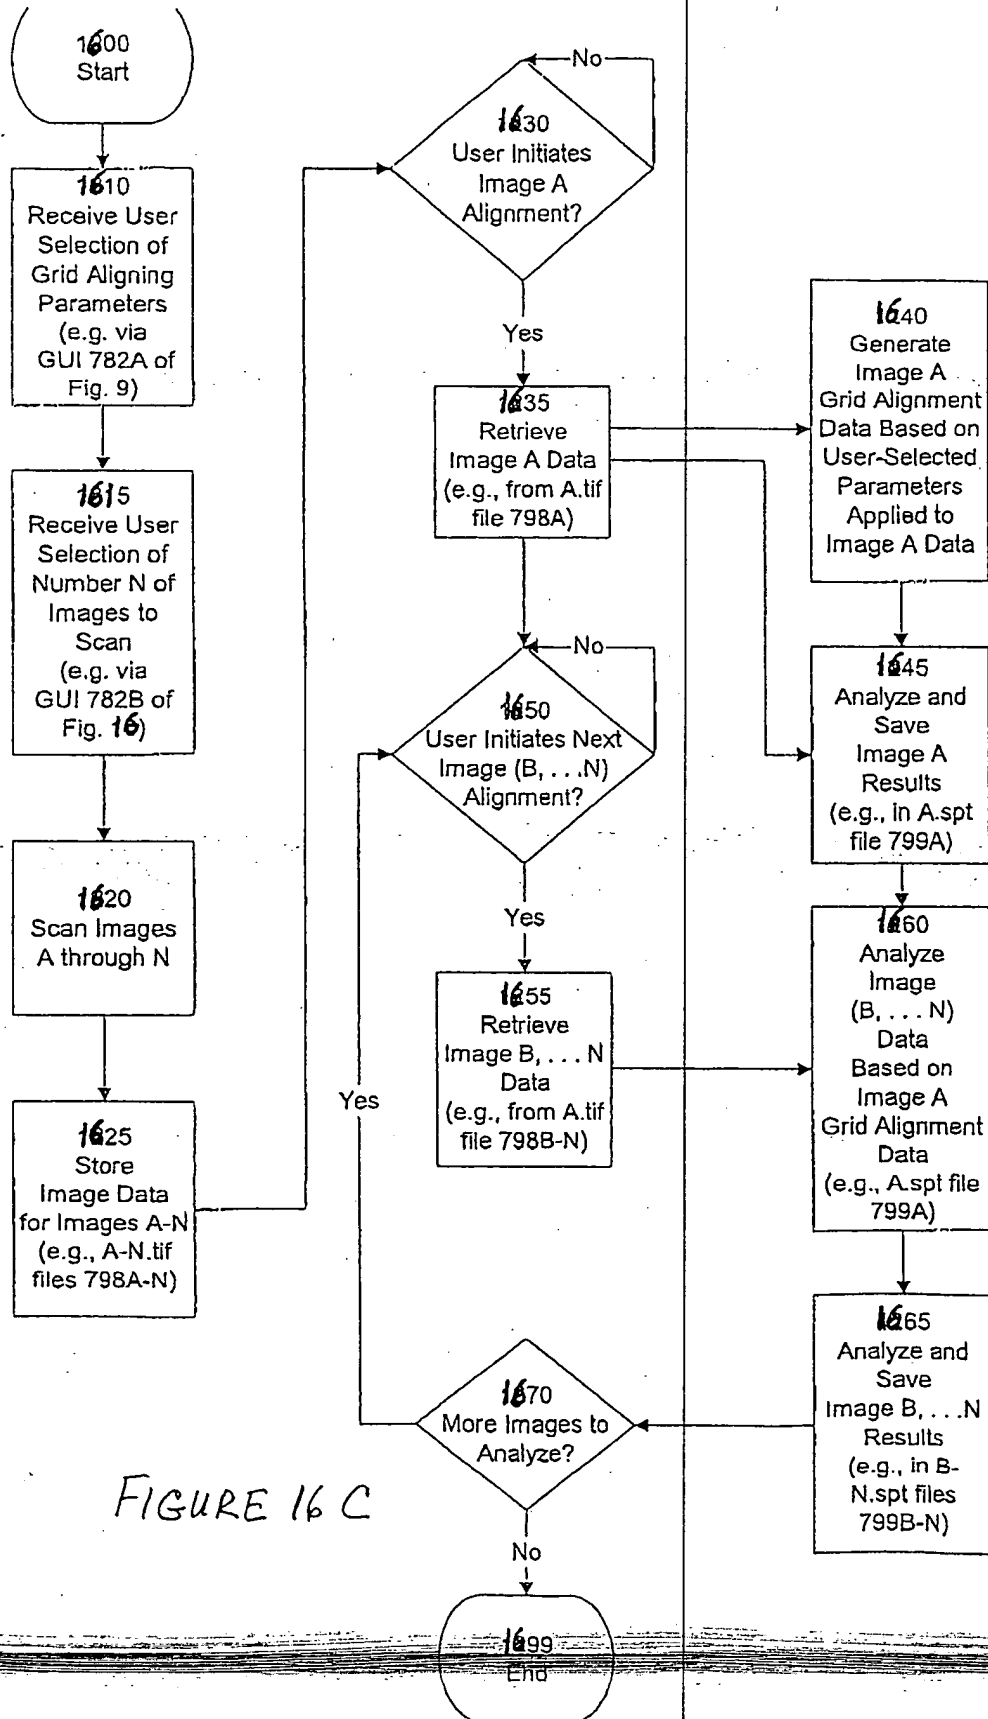 1600
Start
1610
Receive User
Selection of
Grid Aligning
Parameters
(e.g. via
GUI 782A of
Fig. 9)
1615
Receive User
Selection of
Number N of
Images to
Scan
(e.g. via
GUI 782B of
Fig. 16)
1620
Scan Images
A through N
1625
Store
Image Data
for Images A-N
(e.g., A-N.tif
files 798A-N)
No
1630
User Initiates
Image A
Alignment?
Yes
1635
Retrieve
Image A Data
(e.g., from A.tif
file 798A)
No
1650
User Initiates Next
Image (B, . . .N)
Alignment?
Yes
1655
Retrieve
Image B, . . . N
Data
(e.g., from A.tif
file 798B-N)
Yes
1670
More Images to
Analyze?
No
1699
End
1640
Generate
Image A
Grid Alignment
Data Based on
User-Selected
Parameters
Applied to
Image A Data
1645
Analyze and
Save
Image A
Results
(e.g., in A.spt
file 799A)
1660
Analyze
Image
(B, . . . N)
Data
Based on
Image A
Grid Alignment
Data
(e.g., A.spt file
799A)
1665
Analyze and
Save
Image B, . . .N
Results
(e.g., in B-
N.spt files
799B-N)
FIGURE 16 C